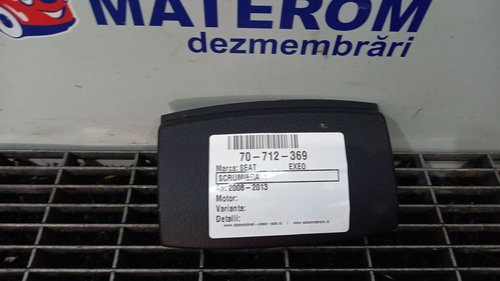 MATEROM
dezmembrări
70-712-369
Marca: SEAT EXEO
SCRUMIERA
2008 - 2013
Motor:
Varianta:
Detalii: